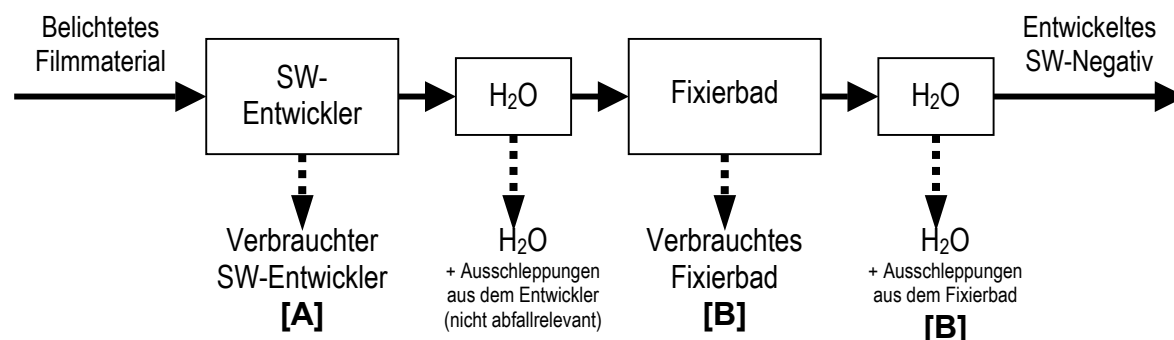 Belichtetes
Filmmaterial
SW-
Entwickler
H₂O
Fixierbad
H₂O
Entwickeltes
SW-Negativ
Verbrauchter
SW-Entwickler
[A]
H₂O
+ Ausschleppungen
aus dem Entwickler
(nicht abfallrelevant)
Verbrauchtes
Fixierbad
[B]
H₂O
+ Ausschleppungen
aus dem Fixierbad
[B]